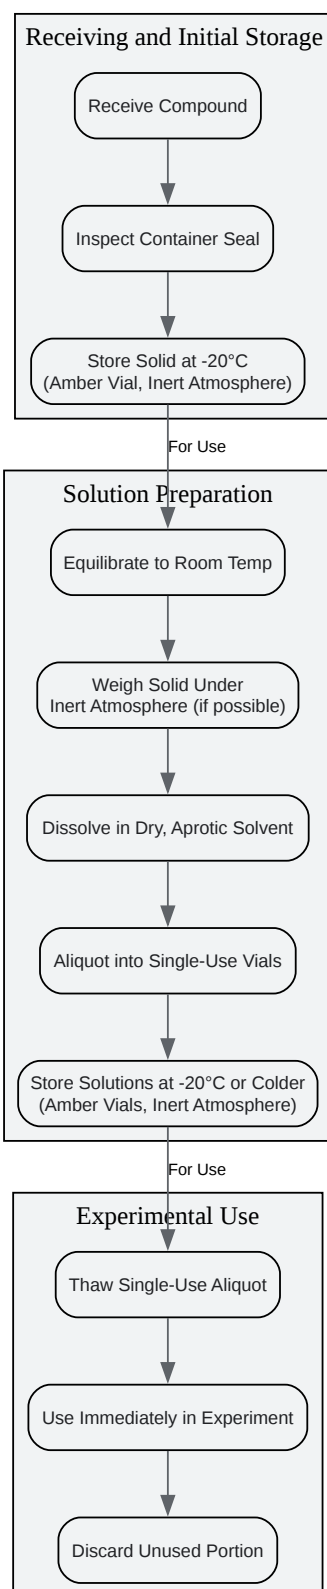 Receiving and Initial Storage
Receive Compound
Inspect Container Seal
Store Solid at -20°C
(Amber Vial, Inert Atmosphere)
For Use
Solution Preparation
Equilibrate to Room Temp
Weigh Solid Under
Inert Atmosphere (if possible)
Dissolve in Dry, Aprotic Solvent
Aliquot into Single-Use Vials
Store Solutions at -20°C or Colder
(Amber Vials, Inert Atmosphere)
For Use
Experimental Use
Thaw Single-Use Aliquot
Use Immediately in Experiment
Discard Unused Portion